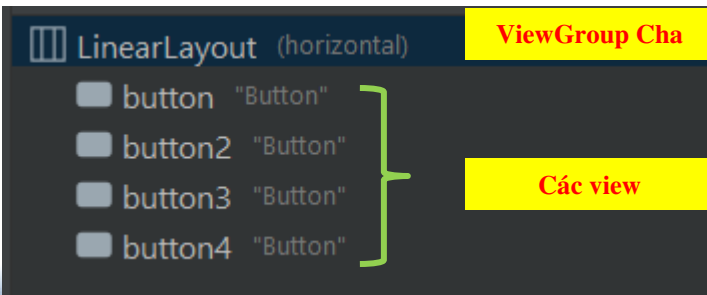 LinearLayout (horizontal)
ViewGroup Cha
button "Button"
button2 "Button"
button3 "Button"
Các view
button4 "Button"